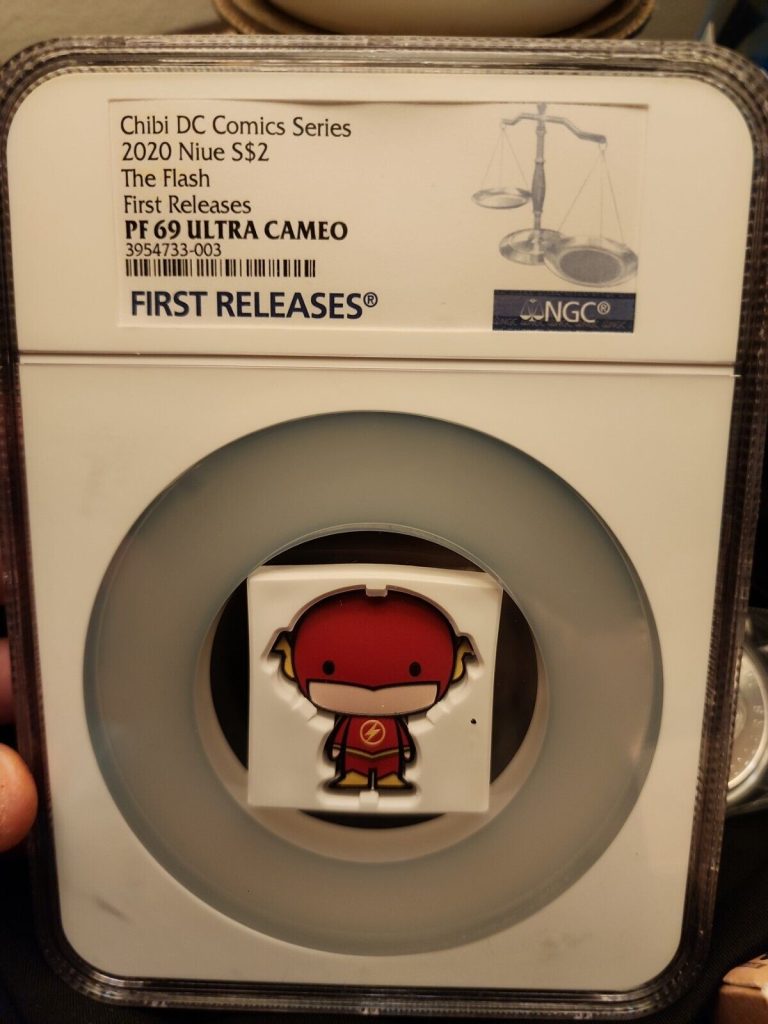 Chibi DC Comics Series
2020 Niue S$2
The Flash
First Releases
PF 69 ULTRA CAMEO
3954733-003
FIRST RELEASES®
NGC®